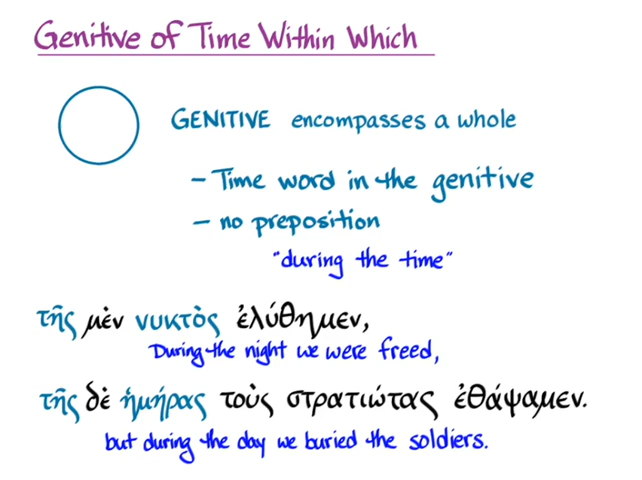 Genitive of Time Within Which
GENITIVE encompasses a whole
- Time word in the genitive
- no preposition
"during the time"
τῆς μὲν νυκτὸς ἐλύθημεν,
During the night we were freed,
τῆς δὲ ἡμήρας τοὺς στρατιώτας ἐθάψαμεν.
but during the day we buried the soldiers.